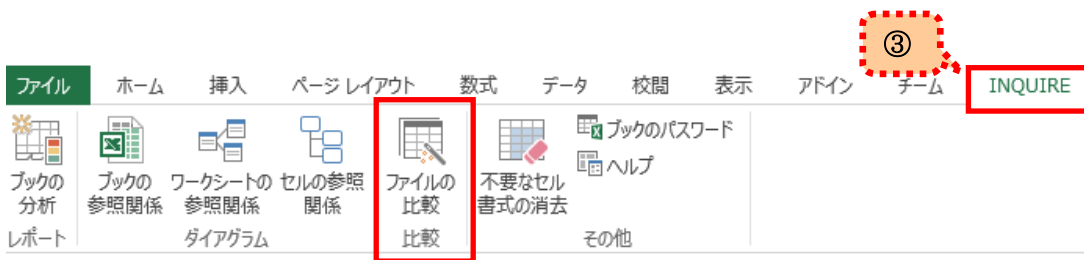 ③
ファイル ホーム 挿入 ページ レイアウト 数式 データ 校閲 表示 アドイン チーム INQUIRE
ブックの
分析
ブックの
参照関係
ワークシートの
参照関係
セルの参照
関係
ファイルの
比較
不要なセル
書式の消去
ブックのパスワード
ヘルプ
レポート ダイアグラム 比較 その他